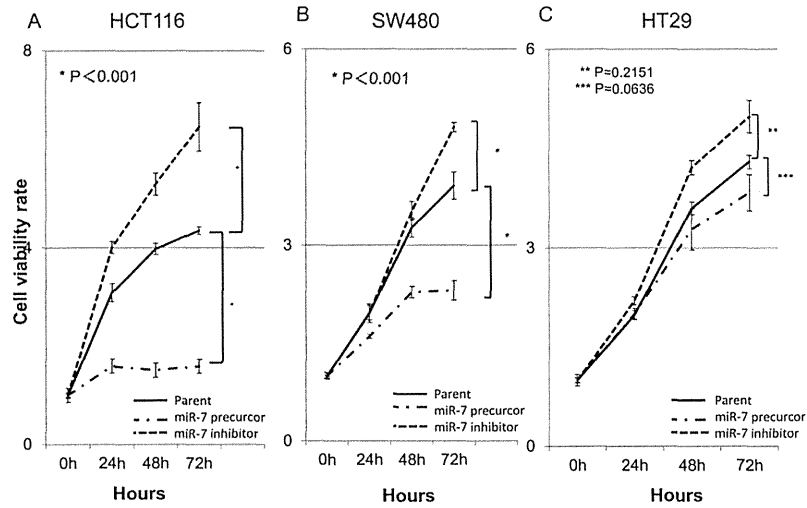 A HCT116
8
* P<0.001
4
0
Cell viability rate
*
*
Parent
miR-7 precurcor
miR-7 inhibitor
0h 24h 48h 72h
Hours
B SW480
6
* P<0.001
3
0
*
*
Parent
miR-7 precurcor
miR-7 inhibitor
0h 24h 48h 72h
Hours
C HT29
6
** P=0.2151
*** P=0.0636
3
0
**
***
Parent
miR-7 precurcor
miR-7 inhibitor
0h 24h 48h 72h
Hours